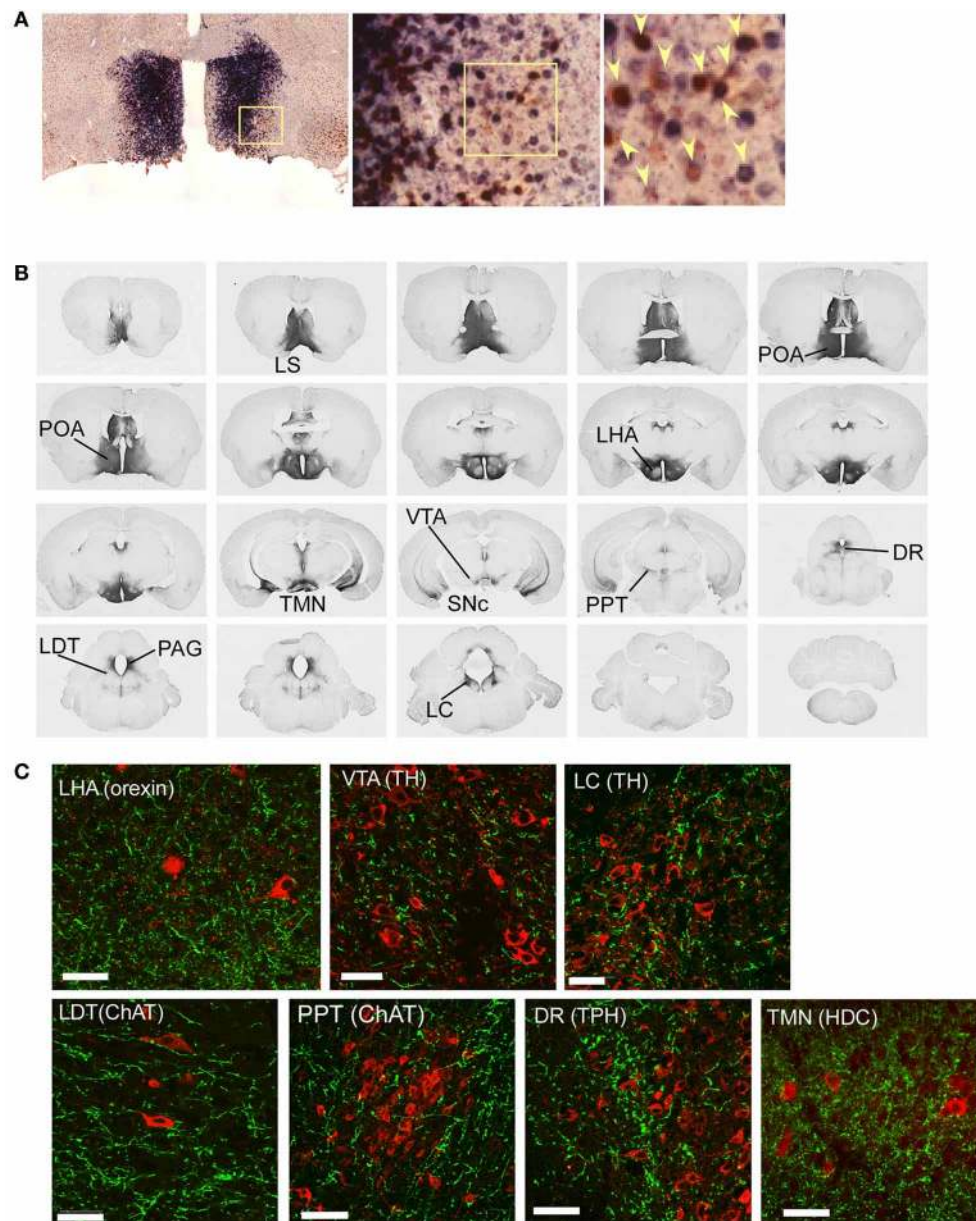 A
B
LS
POA
POA
LHA
VTA
DR
TMN
SNc
PPT
LDT
PAG
LC
C
LHA (orexin)
VTA (TH)
LC (TH)
LDT(ChAT)
PPT (ChAT)
DR (TPH)
TMN (HDC)